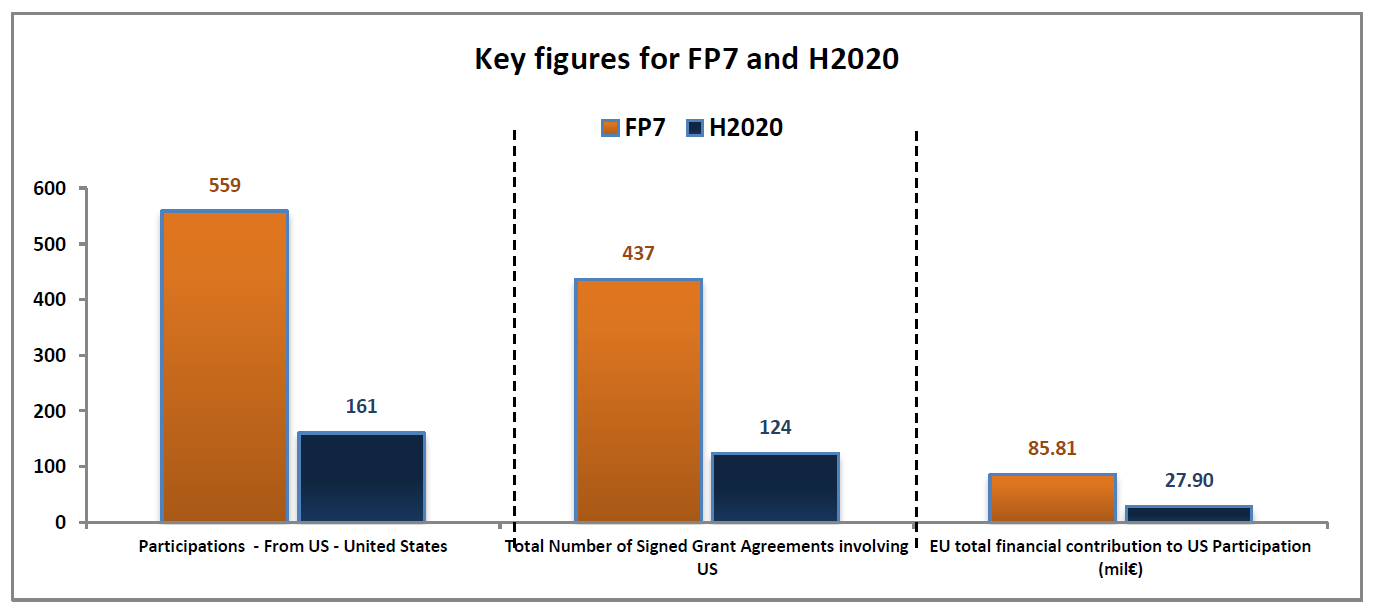 Key figures for FP7 and H2020
FP7 H2020
600
500
400
300
200
100
0
559
161
437
124
85.81
27.90
Participations - From US - United States
Total Number of Signed Grant Agreements involving
US
EU total financial contribution to US Participation
(mil€)